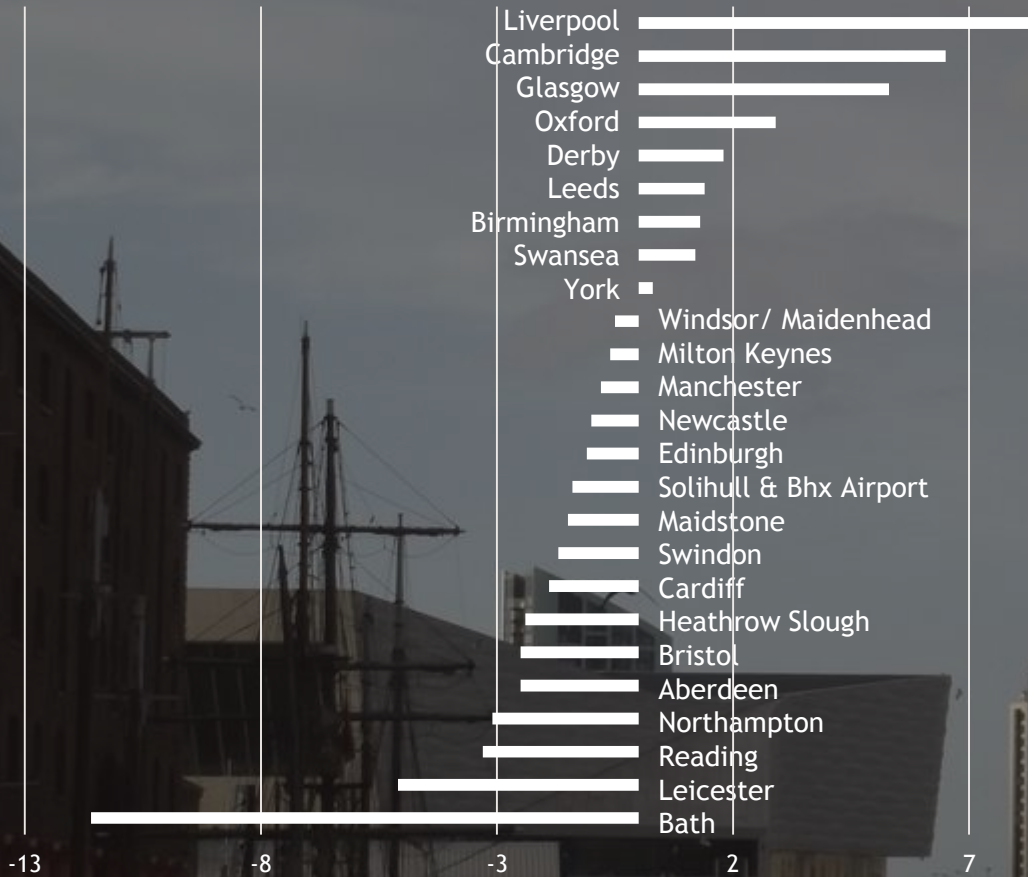 Liverpool
Cambridge
Glasgow
Oxford
Derby
Leeds
Birmingham
Swansea
York
Windsor/ Maidenhead
Milton Keynes
Manchester
Newcastle
Edinburgh
Solihull & Bhx Airport
Maidstone
Swindon
Cardiff
Heathrow Slough
Bristol
Aberdeen
Northampton
Reading
Leicester
Bath
-13 -8 -3 2 7